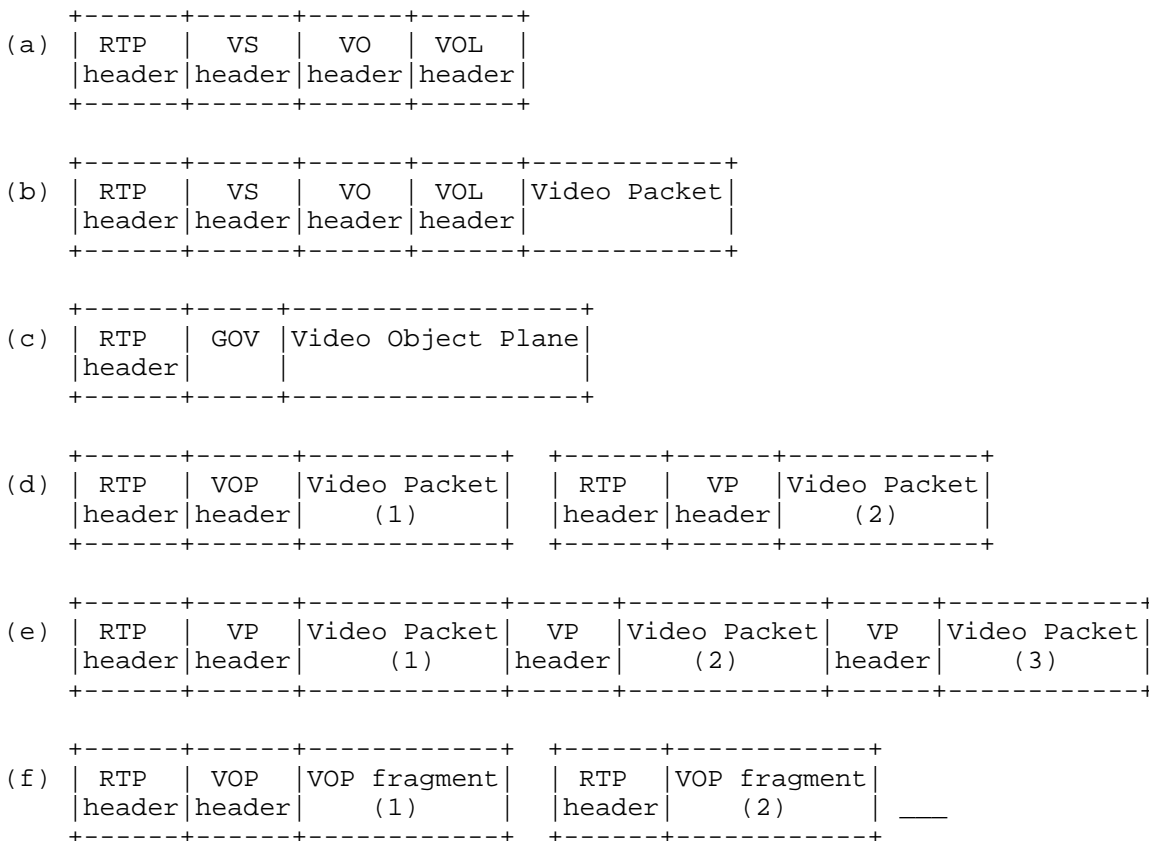 +------+------+------+------+
(a)  | RTP  |  VS  |  VO  | VOL  |
     |header|header|header|header|
     +------+------+------+------+

     +------+------+------+------+------------+
(b)  | RTP  |  VS  |  VO  | VOL  |Video Packet|
     |header|header|header|header|            |
     +------+------+------+------+------------+

     +------+-----+------------------+
(c)  | RTP  | GOV |Video Object Plane|
     |header|     |                  |
     +------+-----+------------------+

     +------+------+------------+  +------+------+------------+
(d)  | RTP  | VOP  |Video Packet|  | RTP  |  VP  |Video Packet|
     |header|header|    (1)     |  |header|header|    (2)     |
     +------+------+------------+  +------+------+------------+

     +------+------+------------+------+------------+------+------------+
(e)  | RTP  |  VP  |Video Packet|  VP  |Video Packet|  VP  |Video Packet|
     |header|header|     (1)    |header|    (2)     |header|    (3)     |
     +------+------+------------+------+------------+------+------------+

     +------+------+------------+  +------+------------+
(f)  | RTP  | VOP  |VOP fragment|  | RTP  |VOP fragment|
     |header|header|    (1)     |  |header|    (2)     | ___
     +------+------+------------+  +------+------------+